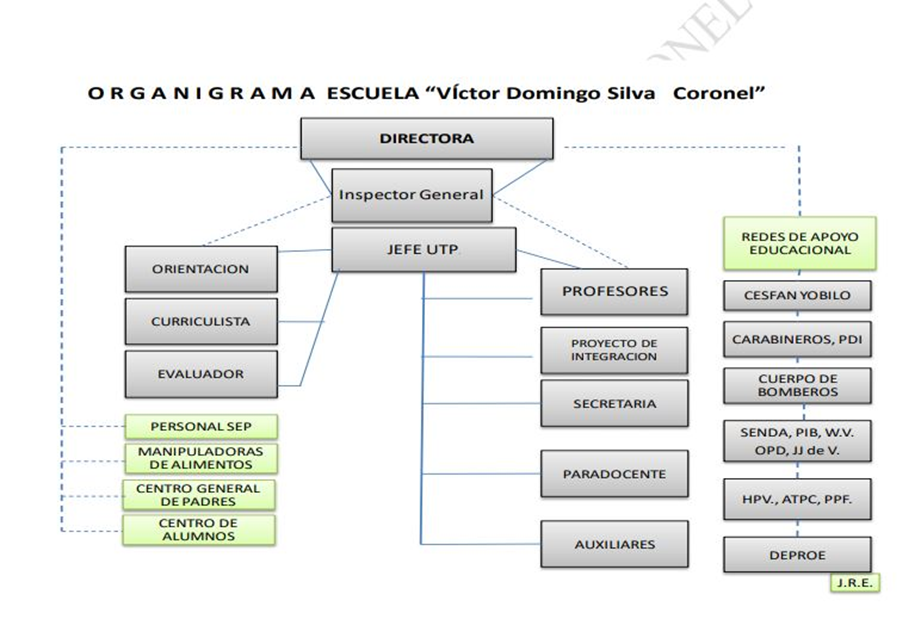 ONEL
O R G A N I G R A M A ESCUELA “VÍctor Domingo Silva Coronel”
DIRECTORA
Inspector General
JEFE UTP.
ORIENTACION
CURRICULISTA
EVALUADOR
PERSONAL SEP
MANIPULADORAS
DE ALIMENTOS
CENTRO GENERAL
DE PADRES
CENTRO DE
ALUMNOS
PROFESORES
PROYECTO DE
INTEGRACION
SECRETARIA
PARADOCENTE
AUXILIARES
REDES DE APOYO
EDUCACIONAL
CESFAN YOBILO
CARABINEROS, PDI
CUERPO DE
BOMBEROS
SENDA, PIB, W.V.
OPD, JJ de V.
HPV., ATPC, PPF.
DEPROE
J.R.E.